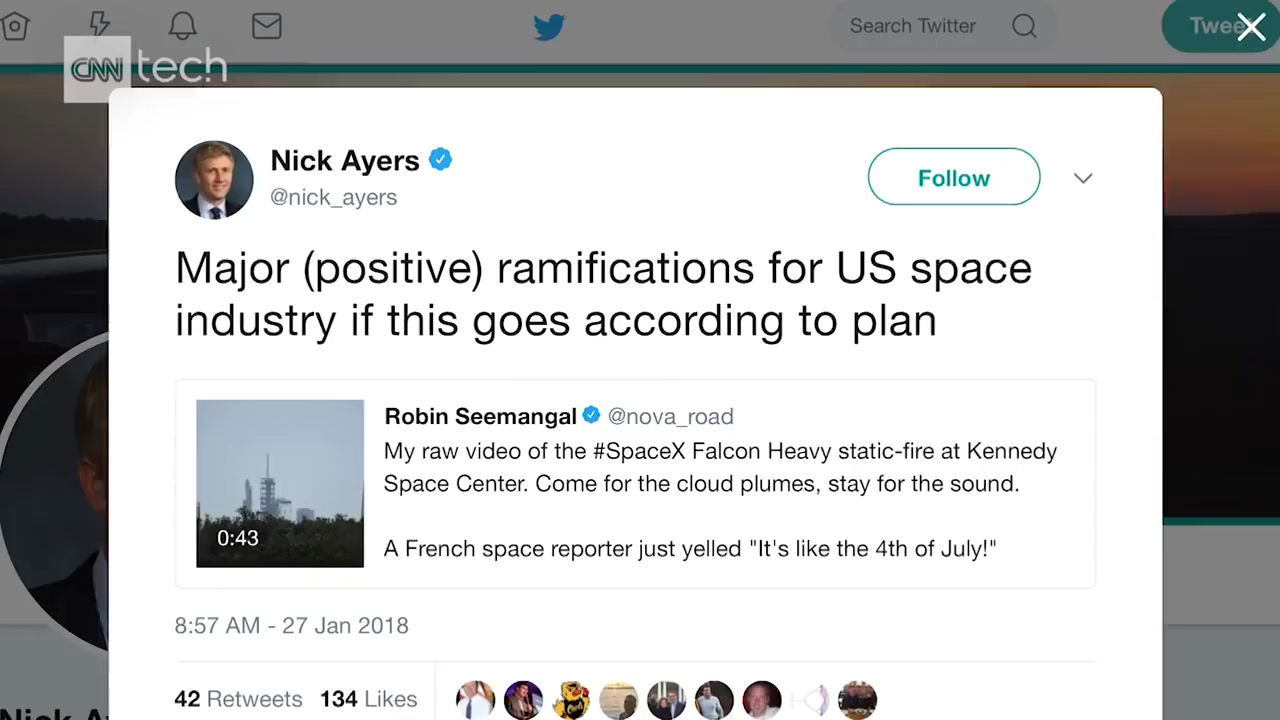 Search Twitter
Twee
CNN tech
Nick Ayers
@nick_ayers
Follow
Major (positive) ramifications for US space
industry if this goes according to plan
Robin Seemangal @nova_road
My raw video of the #SpaceX Falcon Heavy static-fire at Kennedy
Space Center. Come for the cloud plumes, stay for the sound.
A French space reporter just yelled "It's like the 4th of July!"
0:43
8:57 AM - 27 Jan 2018
42 Retweets 134 Likes
Nick A